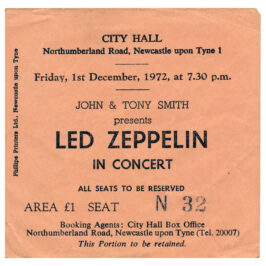 CITY HALL
Northumberland Road, Newcastle upon Tyne 1
Friday, 1st December, 1972, at 7.30 p.m.
JOHN & TONY SMITH
presents
LED ZEPPELIN
IN CONCERT
ALL SEATS TO BE RESERVED
AREA £1 SEAT N 32
Booking Agents: City Hall Box Office
Northumberland Road, Newcastle upon Tyne (Tel. 20007)
This Portion to be retained.
Philipps Printers Ltd., Newcastle upon Tyne